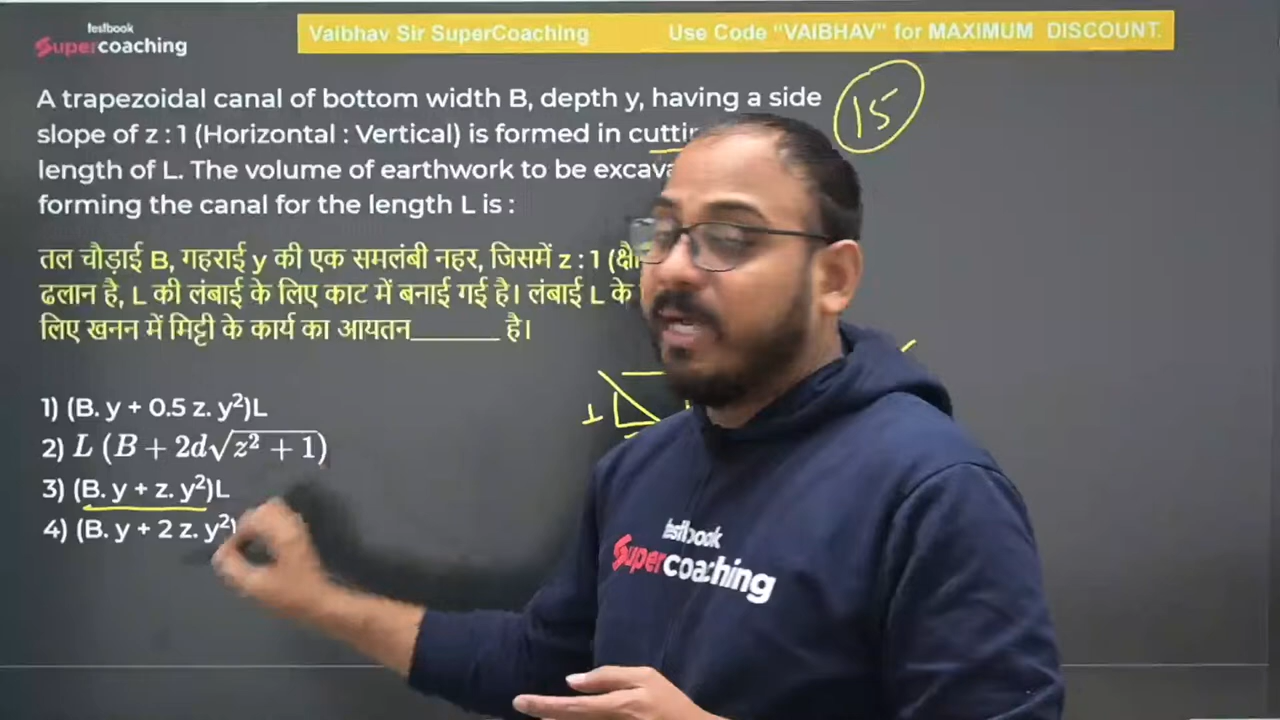 testbook
Supercoaching
Vaibhav Sir SuperCoaching Use Code “VAIBHAV” for MAXIMUM DISCOUNT.
A trapezoidal canal of bottom width B, depth y, having a side
15
slope of z : 1 (Horizontal : Vertical) is formed in
length of L. The volume of earthwork to be
forming the canal for the length L is :
तल चौड़ाई B, गहराई y की एक समलंबी नहर, जिसमें z : 1
ढलान है, L की लंबाई के लिए काट में बनाई गई है। लंबाई L के
लिए खनन में मिट्टी के कार्य का आयतन______ है।
1) (B. y + 0.5 z. y²)L
2) L (B + 2d√(z² + 1))
1
3) (B. y + z. y²)L
4) (B. y + 2 z. y²)
testbook
Supercoaching